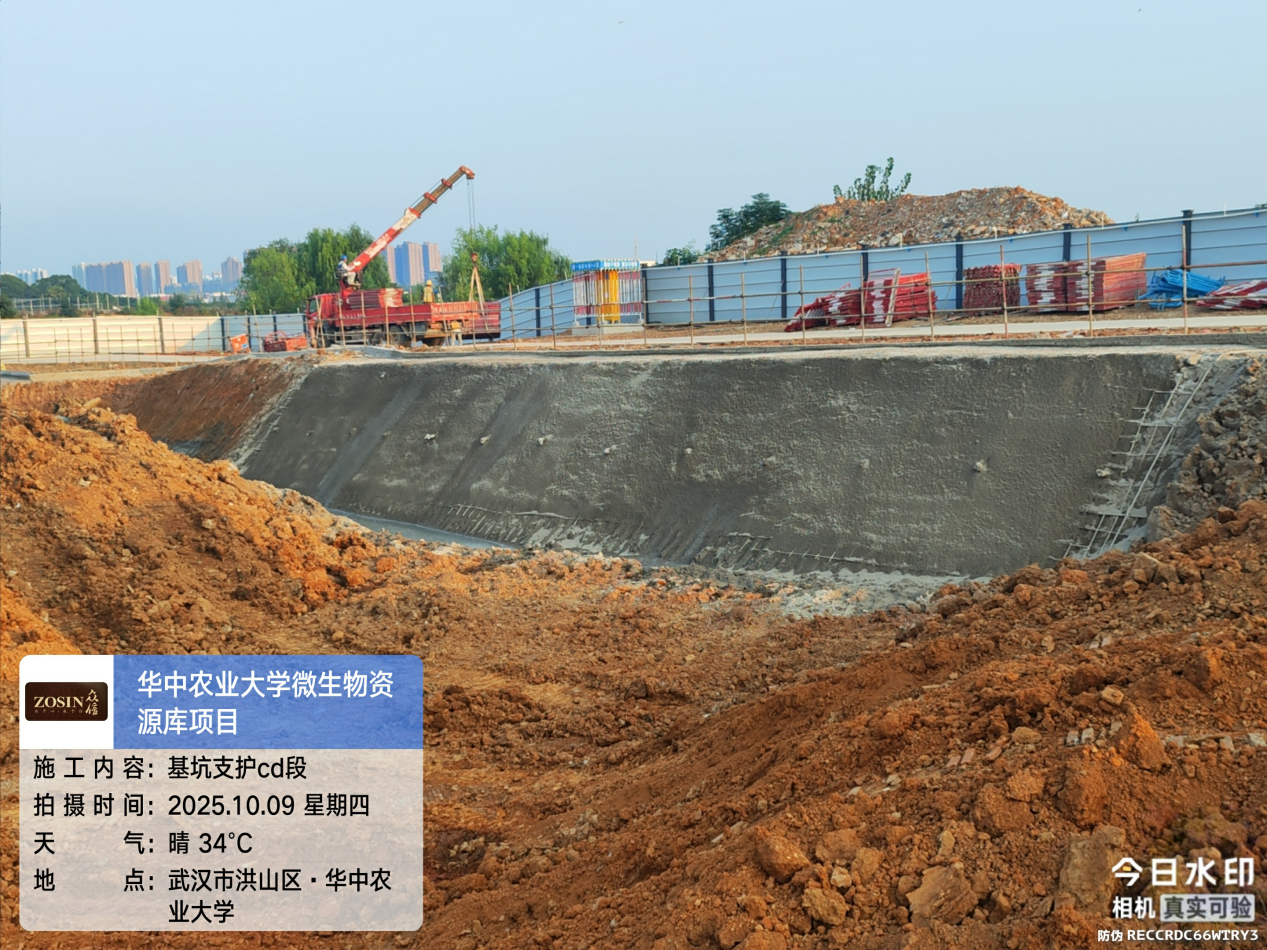 华中农业大学微生物资
源库项目
ZOSIN 众信
施工内容：基坑支护cd段
拍摄时间：2025.10.09 星期四
天气：晴 34℃
地点：武汉市洪山区·华中农
业大学
今日水印
相机 真实可验
防伪 RECCRDC66WTRY3